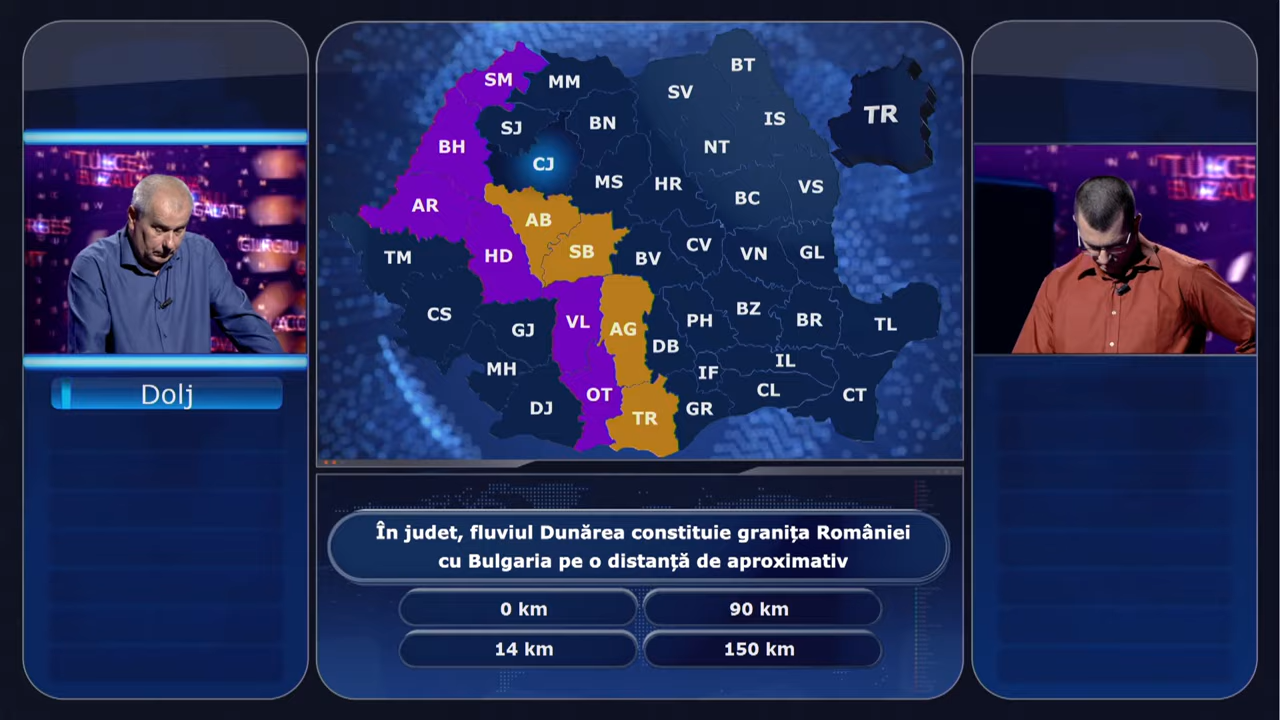 SM
MM
BT
SV
TR
SJ
BN
IS
BH
CJ
NT
MS
HR
BC
VS
AR
AB
TM
HD
SB
BV
CV
VN
GL
CS
GJ
VL
AG
PH
BZ
BR
TL
DB
MH
IF
IL
DJ
OT
TR
GR
CL
CT
Dolj
În judet, fluviul Dunărea constituie granița României
cu Bulgaria pe o distanță de aproximativ
0 km
90 km
14 km
150 km
GALATI
GIURGIU